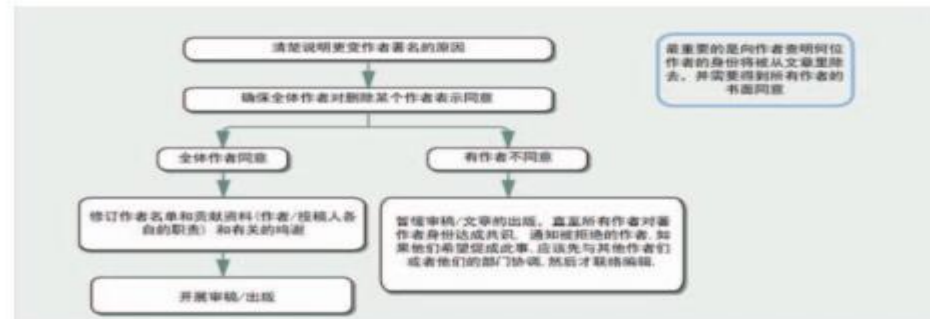 清楚说明更变作者署名的原因
最重要的是向作者查明何位
作者的身份将被从文章里除
去，并需要得到所有作者的
书面同意
确保全体作者对删除某个作者表示同意
全体作者同意
有作者不同意
修订作者名单和贡献资料(作者/投稿人各
自的职责) 和有关的鸣谢
暂缓审稿/文章的出版，直至所有作者对著
作者身份达成共识. 通知被拒绝的作者.如
果他们希望促成此事.应该先与其他作者们
或者他们的部门协调.然后才联络编辑.
开展审稿/出版